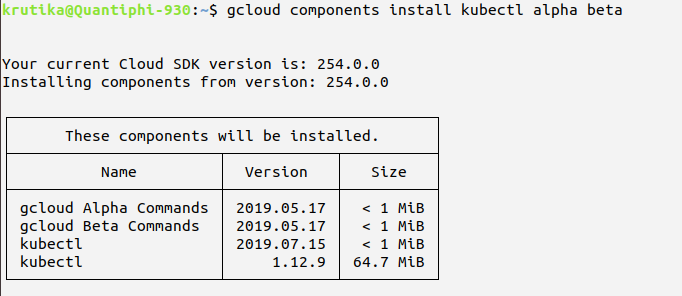 krutika@Quantiphi-930:~$ gcloud components install kubectl alpha beta
Your current Cloud SDK version is: 254.0.0
Installing components from version: 254.0.0
These components will be installed.
Name Version Size
gcloud Alpha Commands 2019.05.17 < 1 MiB
gcloud Beta Commands 2019.05.17 < 1 MiB
kubectl 2019.07.15 < 1 MiB
kubectl 1.12.9 64.7 MiB